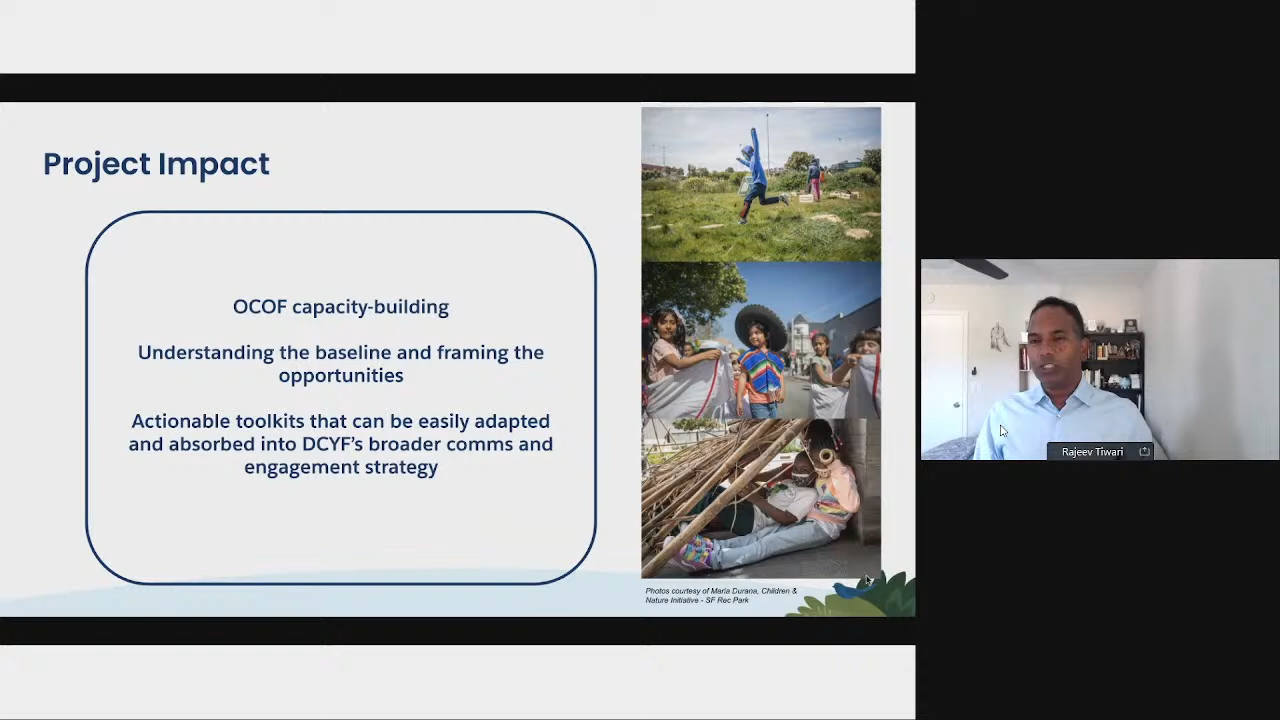 Project Impact
OCOF capacity-building
Understanding the baseline and framing the
opportunities
Actionable toolkits that can be easily adapted
and absorbed into DCYF's broader comms and
engagement strategy
Photos courtesy of Maria Durana, Children &
Nature Initiative - SF Rec Park
Rajeev Tiwari